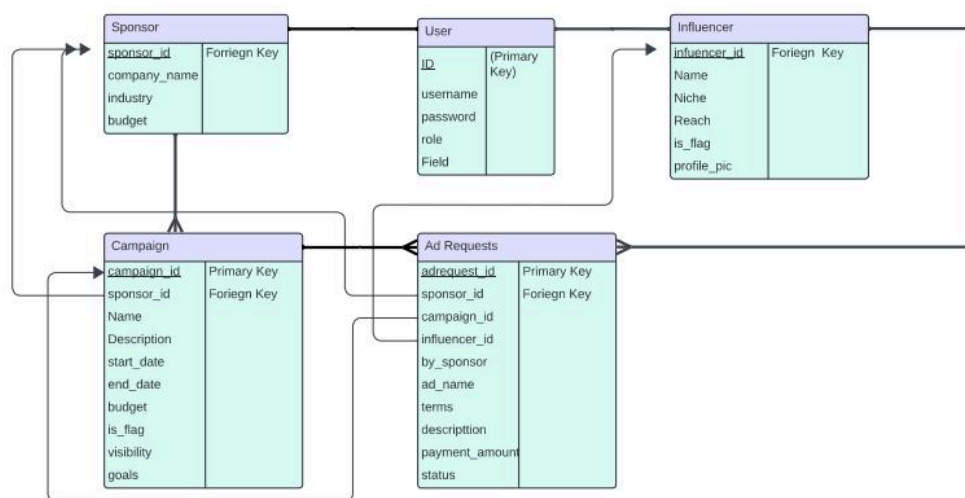 Sponsor
sponsor_id Forriegn Key
company_name
industry
budget
User
ID (Primary
Key)
username
password
role
Field
Influencer
infuencer_id Foriegn Key
Name
Niche
Reach
is_flag
profile_pic
Campaign
campaign_id Primary Key
sponsor_id Foriegn Key
Name
Description
start_date
end_date
budget
is_flag
visibility
goals
Ad Requests
adrequest_id Primary Key
sponsor_id Foriegn Key
campaign_id
influencer_id
by_sponsor
ad_name
terms
descripttion
payment_amount
status